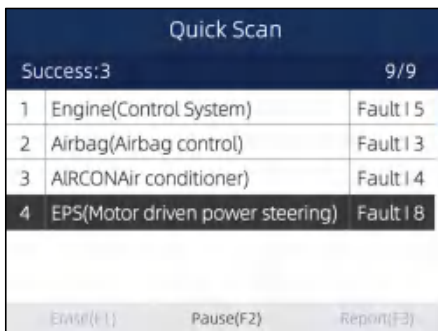 Quick Scan
Success:3 9/9
1 Engine(Control System) Fault | 5
2 Airbag(Airbag control) Fault | 3
3 AIRCONAir conditioner) Fault | 4
4 EPS(Motor driven power steering) Fault | 8
Erase(F1) Pause(F2) Report(F3)